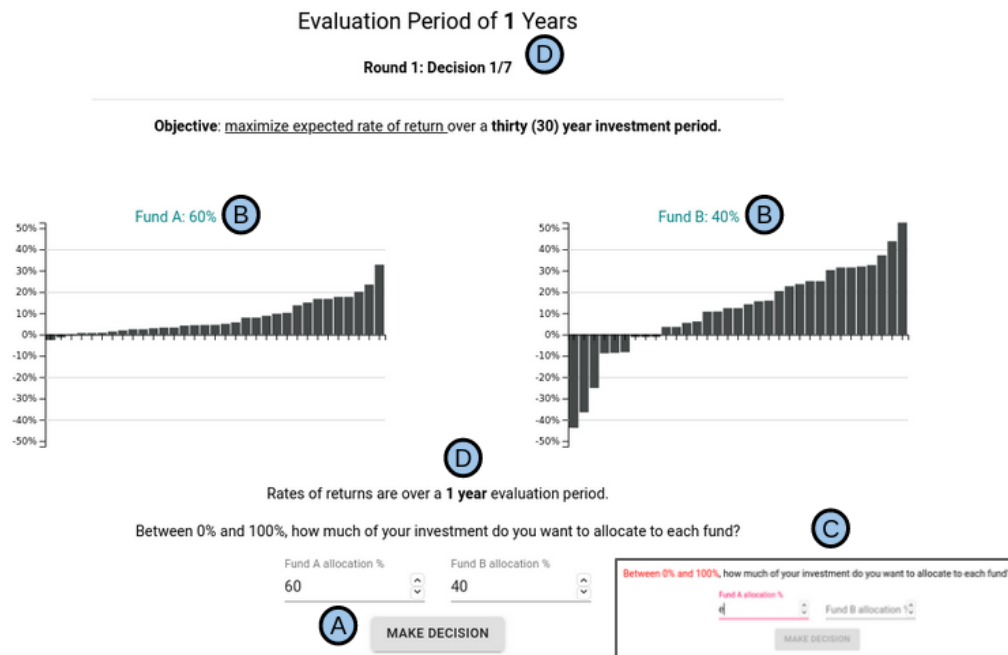 Evaluation Period of 1 Years
D
Round 1: Decision 1/7
Objective: maximize expected rate of return over a thirty (30) year investment period.
Fund A: 60%
B
50%
40%
30%
20%
10%
0%
-10%
-20%
-30%
-40%
-50%
Fund B: 40%
B
50%
40%
30%
20%
10%
0%
-10%
-20%
-30%
-40%
-50%
D
Rates of returns are over a 1 year evaluation period.
Between 0% and 100%, how much of your investment do you want to allocate to each fund?
Fund A allocation %
60
Fund B allocation %
40
A
MAKE DECISION
C
Between 0% and 100%, how much of your investment do you want to allocate to each fund?
Fund A allocation %
e
Fund B allocation %
MAKE DECISION